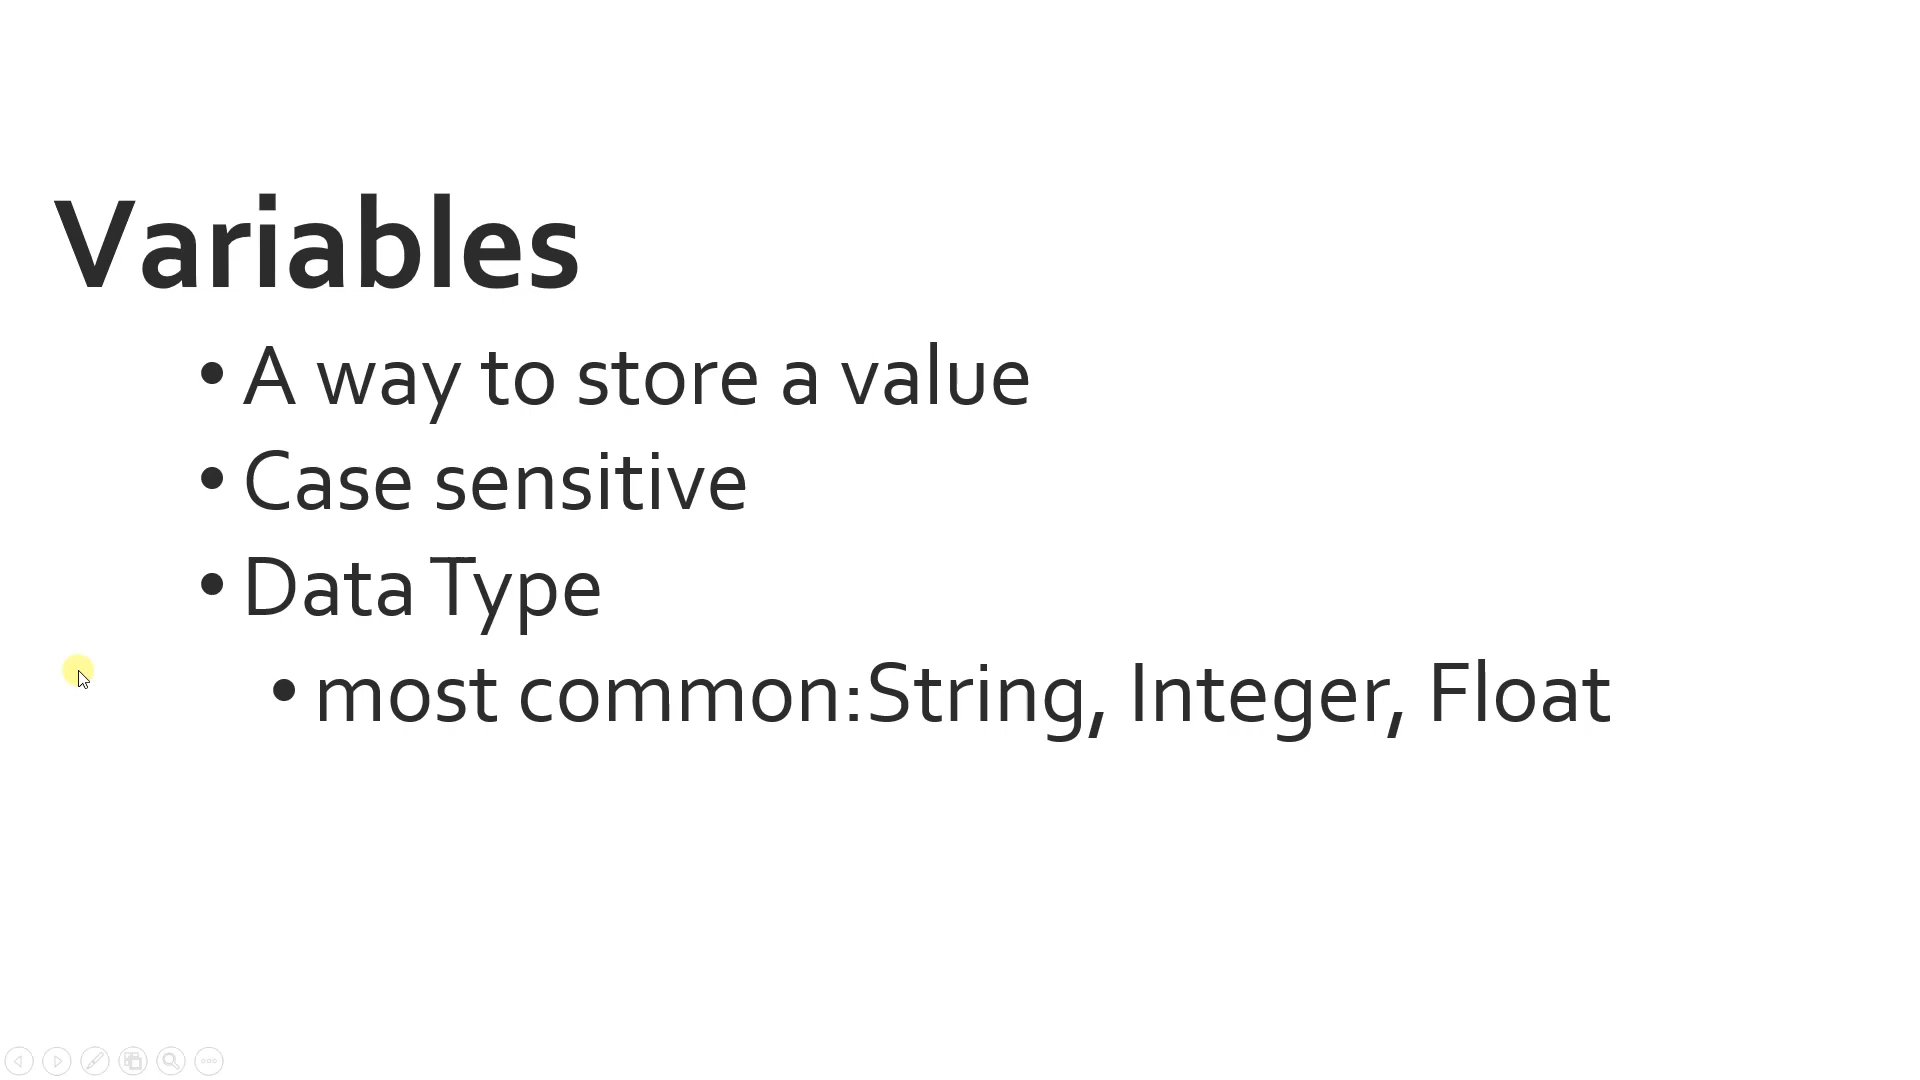 Variables
• A way to store a value
• Case sensitive
• Data Type
• most common:String, Integer, Float